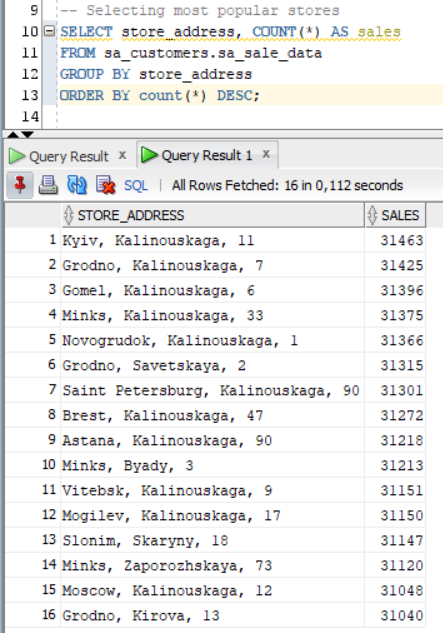 9 -- Selecting most popular stores
10 SELECT store_address, COUNT(*) AS sales
11 FROM sa_customers.sa_sale_data
12 GROUP BY store_address
13 ORDER BY count(*) DESC;
14
Query Result x Query Result 1 x
SQL | All Rows Fetched: 16 in 0,112 seconds
STORE_ADDRESS SALES
1 Kyiv, Kalinouskaga, 11 31463
2 Grodno, Kalinouskaga, 7 31425
3 Gomel, Kalinouskaga, 6 31396
4 Minks, Kalinouskaga, 33 31375
5 Novogrudok, Kalinouskaga, 1 31366
6 Grodno, Savetskaya, 2 31315
7 Saint Petersburg, Kalinouskaga, 90 31301
8 Brest, Kalinouskaga, 47 31272
9 Astana, Kalinouskaga, 90 31218
10 Minks, Byady, 3 31213
11 Vitebsk, Kalinouskaga, 9 31151
12 Mogilev, Kalinouskaga, 17 31150
13 Slonim, Skaryny, 18 31147
14 Minks, Zaporozhskaya, 73 31120
15 Moscow, Kalinouskaga, 12 31048
16 Grodno, Kirova, 13 31040